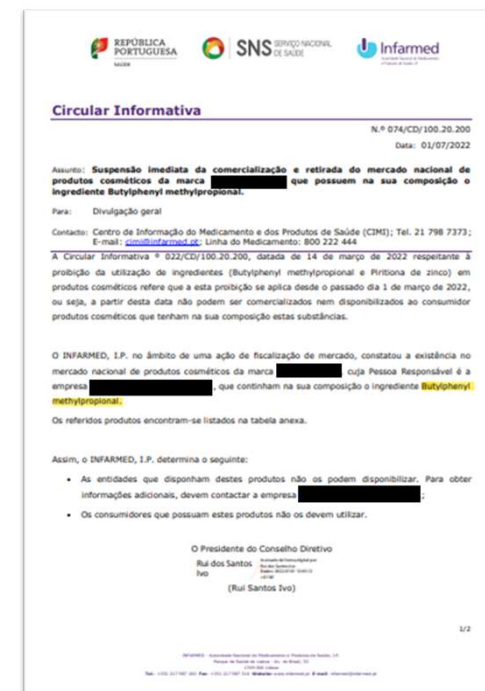 REPÚBLICA
PORTUGUESA
SAÚDE
SNS SERVIÇO NACIONAL
DE SAÚDE
Infarmed
Circular Informativa
N.º 074/CD/100.20.200
Data: 01/07/2022
Assunto: Suspensão imediata da comercialização e retirada do mercado nacional de
produtos cosméticos da marca que possuem na sua composição o
ingrediente Butylphenyl methylpropional.
Para: Divulgação geral
Contacto: Centro de Informação do Medicamento e dos Produtos de Saúde (CIMI); Tel. 21 798 7373;
E-mail: cimi@infarmed.pt; Linha do Medicamento: 800 222 444
A Circular Informativa º 022/CD/100.20.200, datada de 14 de março de 2022 respeitante à
proibição da utilização de ingredientes (Butylphenyl methylpropional e Piritiona de zinco) em
produtos cosméticos refere que a esta proibição se aplica desde o passado dia 1 de março de 2022,
ou seja, a partir desta data não podem ser comercializados nem disponibilizados ao consumidor
produtos cosméticos que tenham na sua composição estas substâncias.
O INFARMED, I.P. no âmbito de uma ação de fiscalização de mercado, constatou a existência no
mercado nacional de produtos cosméticos da marca , cuja Pessoa Responsável é a
empresa , que continham na sua composição o ingrediente Butylphenyl
methylpropional.
Os referidos produtos encontram-se listados na tabela anexa.
Assim, o INFARMED, I.P. determina o seguinte:
• As entidades que disponham destes produtos não os podem disponibilizar. Para obter
informações adicionais, devem contactar a empresa ;
• Os consumidores que possuam estes produtos não os devem utilizar.
O Presidente do Conselho Diretivo
Rui dos Santos
Ivo
(Rui Santos Ivo)
1/2